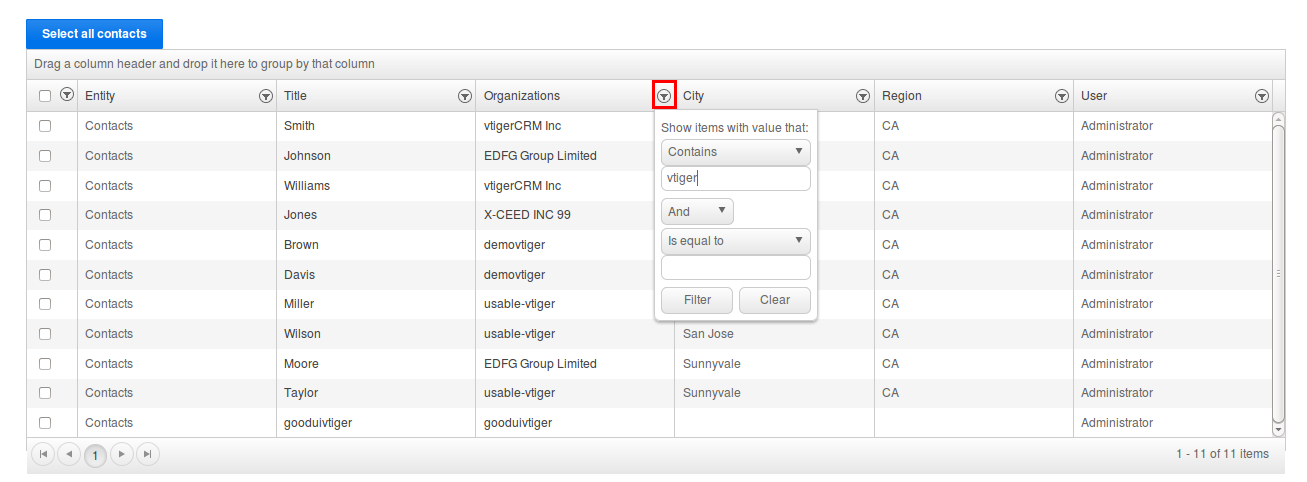 Select all contacts
Drag a column header and drop it here to group by that column
Entity Title Organizations City Region User
Contacts Smith vtigerCRM Inc CA Administrator
Contacts Johnson EDFG Group Limited CA Administrator
Contacts Williams vtigerCRM Inc CA Administrator
Contacts Jones X-CEED INC 99 CA Administrator
Contacts Brown demovtiger CA Administrator
Contacts Davis demovtiger CA Administrator
Contacts Miller usable-vtiger CA Administrator
Contacts Wilson usable-vtiger San Jose CA Administrator
Contacts Moore EDFG Group Limited Sunnyvale CA Administrator
Contacts Taylor usable-vtiger Sunnyvale CA Administrator
Contacts gooduivtiger gooduivtiger Administrator
Show items with value that:
Contains
vtiger
And
Is equal to
Filter Clear
1
1 - 11 of 11 items